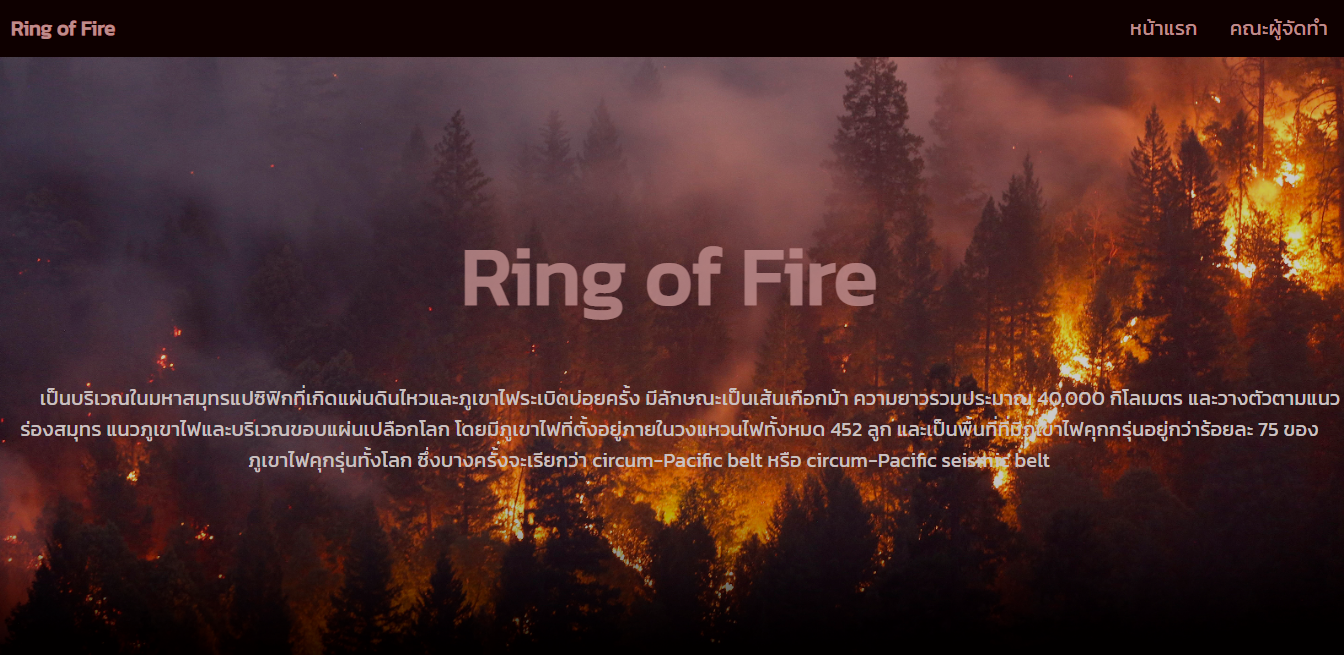 Ring of Fire
หน้าแรก
คณะผู้จัดทำ
Ring of Fire
เป็นบริเวณในมหาสมุทรแปซิฟิกที่เกิดแผ่นดินไหวและภูเขาไฟระเบิดบ่อยครั้ง มีลักษณะเป็นเส้นเกือกม้า ความยาวรวมประมาณ 40,000 กิโลเมตร และวางตัวตามแนว
ร่องสมุทร แนวภูเขาไฟและบริเวณขอบแผ่นเปลือกโลก โดยมีภูเขาไฟที่ตั้งอยู่ภายในวงแหวนไฟทั้งหมด 452 ลูก และเป็นพื้นที่ที่มีภูเขาไฟคุกกรุ่นอยู่กว่าร้อยละ 75 ของ
ภูเขาไฟคุกรุ่นทั้งโลก ซึ่งบางครั้งจะเรียกว่า circum-Pacific belt หรือ circum-Pacific seismic belt